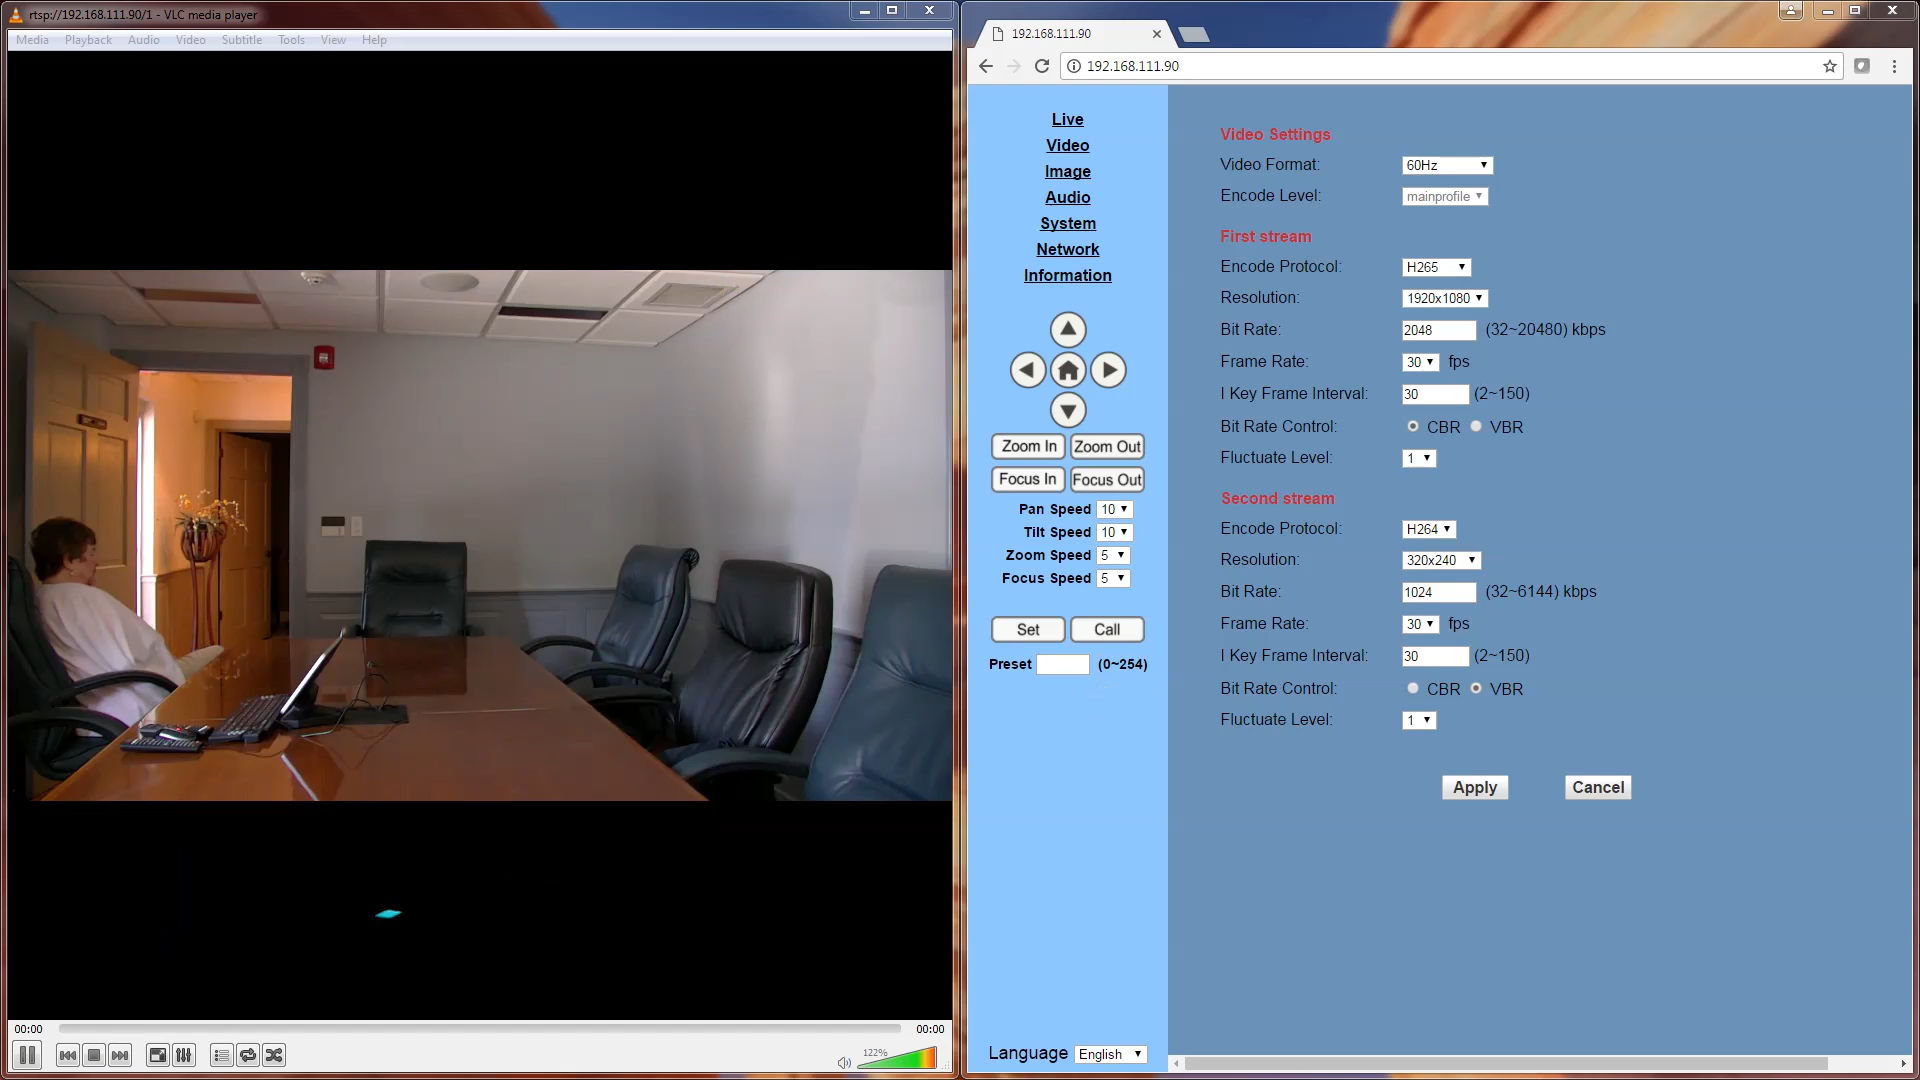 rtsp://192.168.111.90/1 - VLC media player
Media Playback Audio Video Subtitle Tools View Help
00:00 00:00
122%
192.168.111.90
192.168.111.90
Live
Video
Image
Audio
System
Network
Information
Zoom In Zoom Out
Focus In Focus Out
Pan Speed 10
Tilt Speed 10
Zoom Speed 5
Focus Speed 5
Set Call
Preset (0~254)
Language English
Video Settings
Video Format: 60Hz
Encode Level: mainprofile
First stream
Encode Protocol: H265
Resolution: 1920x1080
Bit Rate: 2048 (32~20480) kbps
Frame Rate: 30 fps
I Key Frame Interval: 30 (2~150)
Bit Rate Control: CBR VBR
Fluctuate Level: 1
Second stream
Encode Protocol: H264
Resolution: 320x240
Bit Rate: 1024 (32~6144) kbps
Frame Rate: 30 fps
I Key Frame Interval: 30 (2~150)
Bit Rate Control: CBR VBR
Fluctuate Level: 1
Apply Cancel